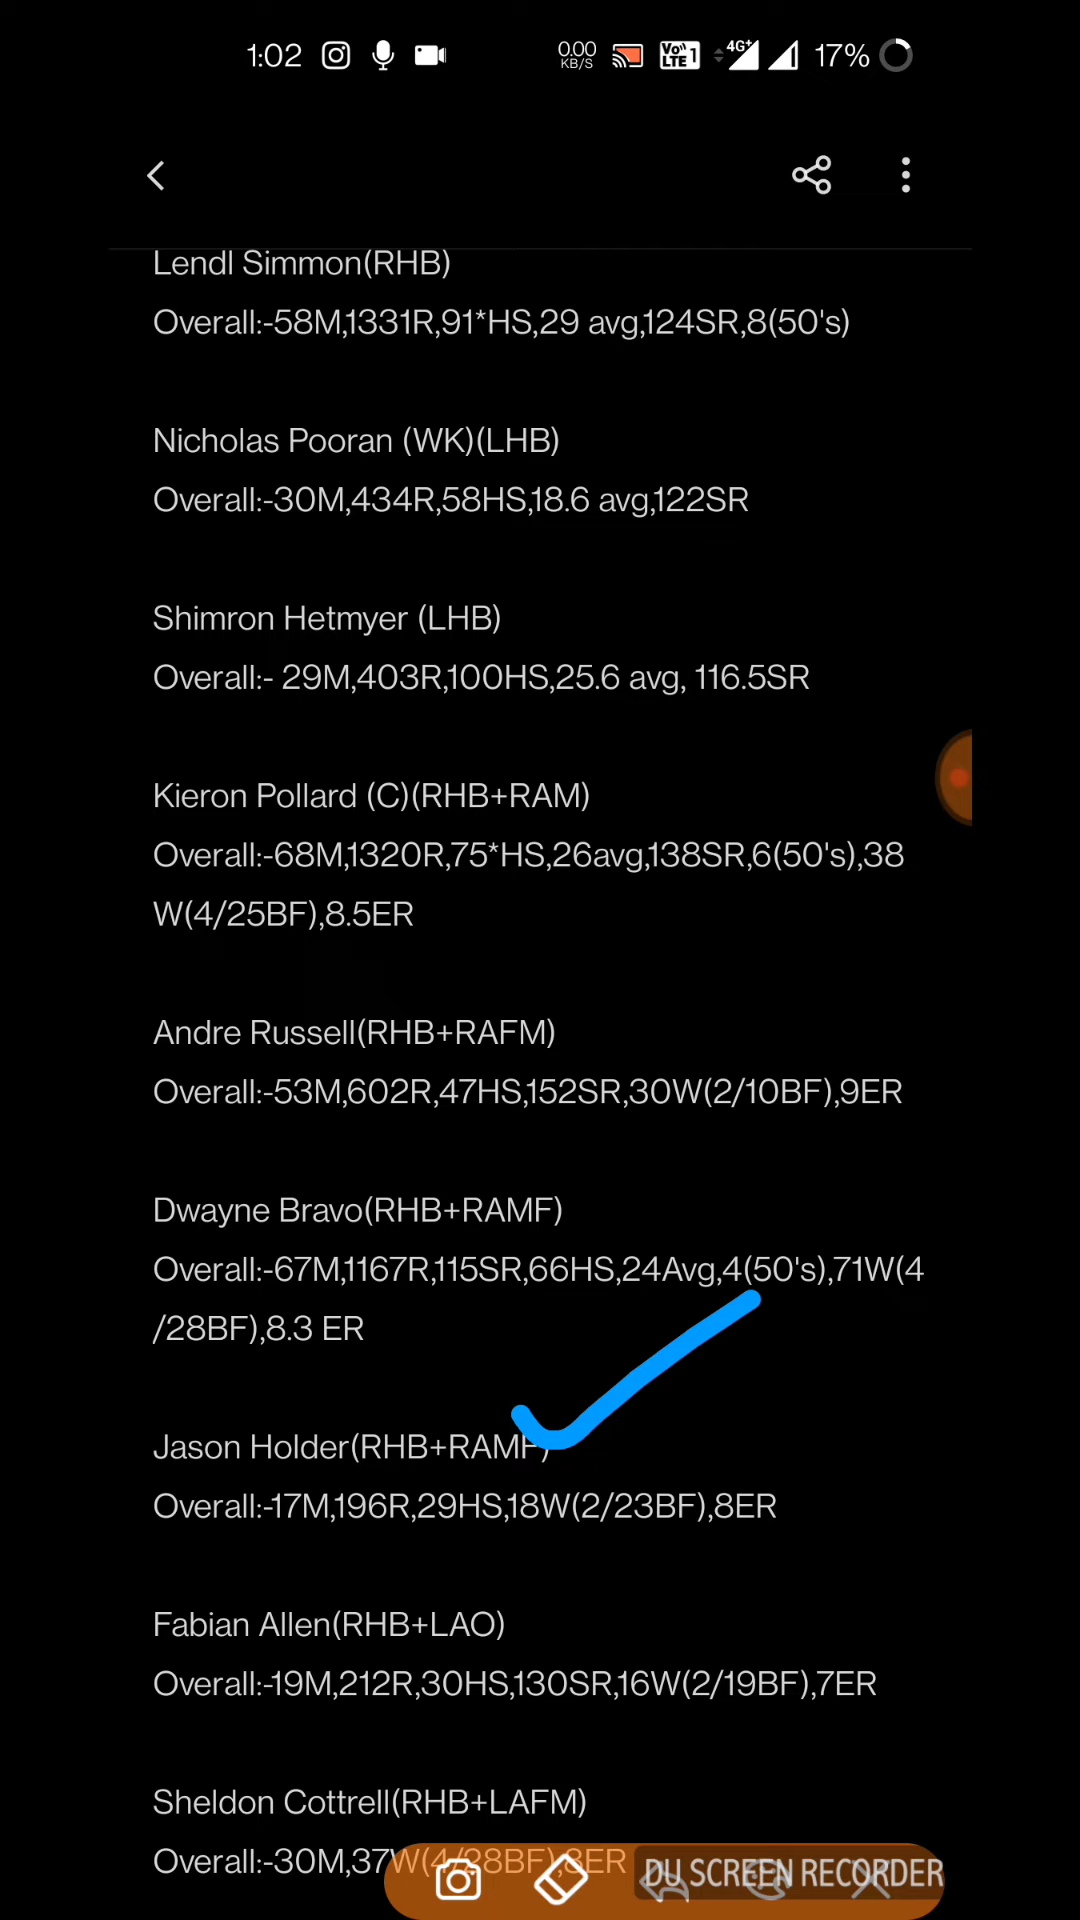 1:02 0.00 KB/S Vo)) LTE 1 4G+ 17%
Lendl Simmon(RHB)
Overall:-58M,1331R,91*HS,29 avg,124SR,8(50's)
Nicholas Pooran (WK)(LHB)
Overall:-30M,434R,58HS,18.6 avg,122SR
Shimron Hetmyer (LHB)
Overall:- 29M,403R,100HS,25.6 avg, 116.5SR
Kieron Pollard (C)(RHB+RAM)
Overall:-68M,1320R,75*HS,26avg,138SR,6(50's),38
W(4/25BF),8.5ER
Andre Russell(RHB+RAFM)
Overall:-53M,602R,47HS,152SR,30W(2/10BF),9ER
Dwayne Bravo(RHB+RAMF)
Overall:-67M,1167R,115SR,66HS,24Avg,4(50's),71W(4
/28BF),8.3 ER
Jason Holder(RHB+RAMF)
Overall:-17M,196R,29HS,18W(2/23BF),8ER
Fabian Allen(RHB+LAO)
Overall:-19M,212R,30HS,130SR,16W(2/19BF),7ER
Sheldon Cottrell(RHB+LAFM)
Overall:-30M,37W(4/28BF),8ER
DU SCREEN RECORDER